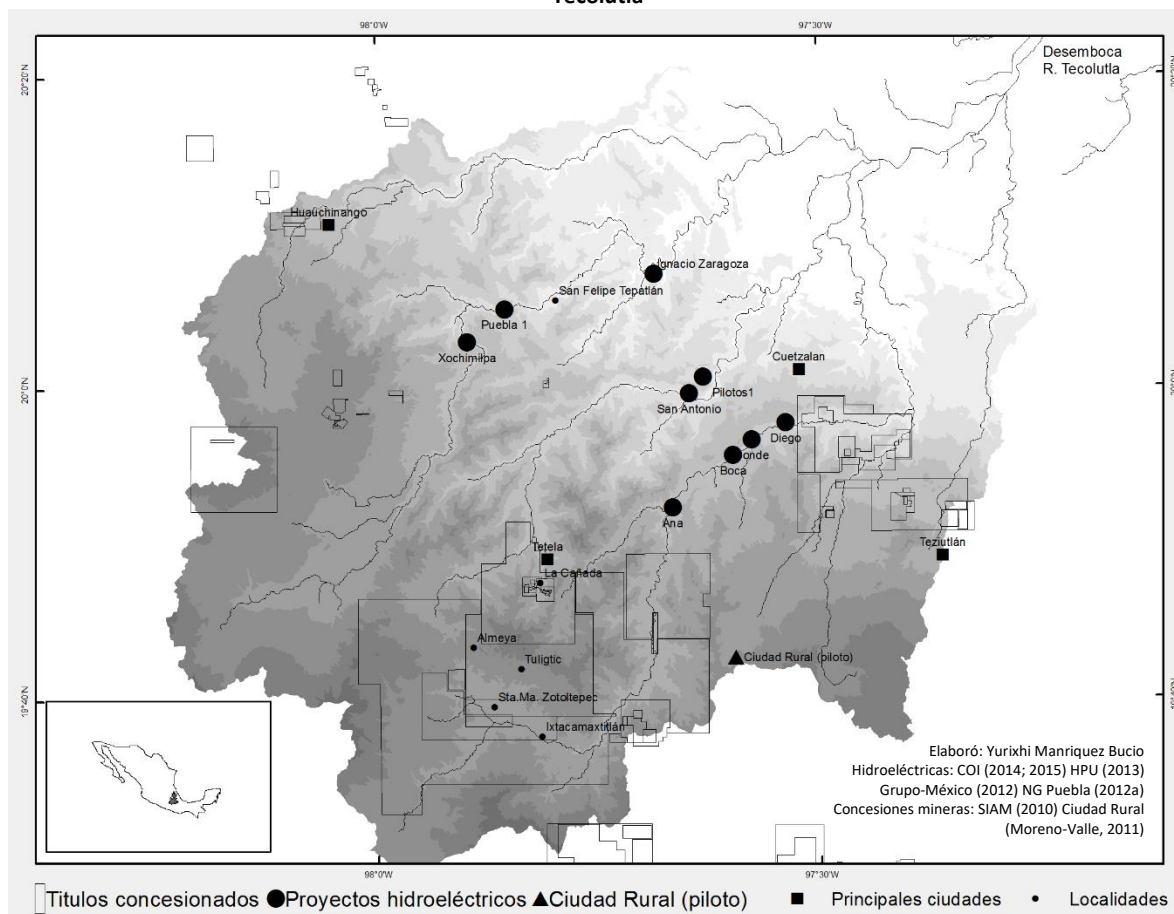 Tecolutla
98°0'W
97°30'W
Desemboca
R. Tecolutla
20°20'N
Huauchinango
Ignacio Zaragoza
San Felipe Tepatlán
Puebla 1
Xochimilpa
Cuetzalan
20°0'N
Pilotos1
San Antonio
Diego
Boca
Ana
Teziutlán
Tetela
La Cañada
Almeya
Ciudad Rural (piloto)
Tuligtic
Sta.Ma. Zotoltepec
19°40'N
Ixtacamaxtitlán
Elaboró: Yurixhi Manriquez Bucio
Hidroeléctricas: COI (2014; 2015) HPU (2013)
Grupo-México (2012) NG Puebla (2012a)
Concesiones mineras: SIAM (2010) Ciudad Rural
(Moreno-Valle, 2011)
98°0'W
97°30'W
Titulos concesionados
Proyectos hidroeléctricos
Ciudad Rural (piloto)
Principales ciudades
Localidades